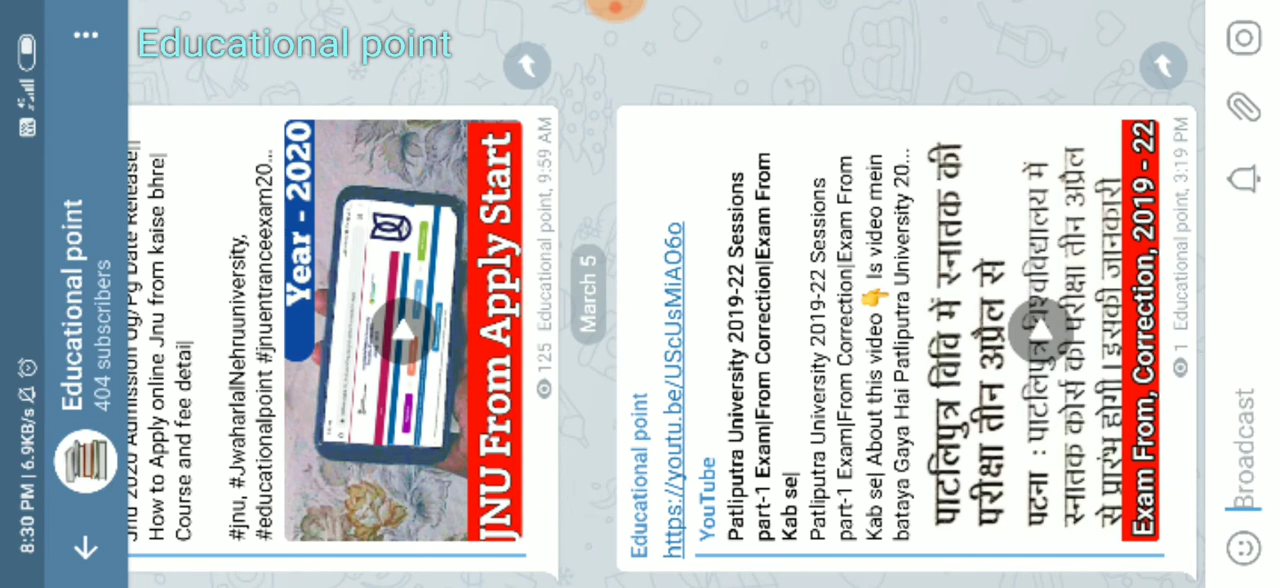 Educational point
8:30 PM | 6.9KB/s
Educational point
404 subscribers
Jnu 2020 Admission Ug/Pg Date Release||
How to Apply online Jnu from kaise bhre|
Course and fee detail|
#jnu, #JwaharlalNehruuniversity,
#educationalpoint #jnuentranceexam20...
Year - 2020
JNU From Apply Start
125 Educational point, 9:59 AM
March 5
Educational point
https://youtu.be/UScUsMiA06o
YouTube
Patliputra University 2019-22 Sessions
part-1 Exam|From Correction|Exam From
Kab se|
Patliputra University 2019-22 Sessions
part-1 Exam|From Correction|Exam From
Kab se| About this video 👇 Is video mein
bataya Gaya Hai Patliputra University 20...
पाटलिपुत्र विवि में स्नातक की
परीक्षा तीन अप्रैल से
पटना : पाटलिपुत्र विश्वविद्यालय में
स्नातक कोर्स की परीक्षा तीन अप्रैल
से प्रारंभ होगी। इसकी जानकारी
Exam From, Correction, 2019 - 22
1 Educational point, 3:19 PM
Broadcast